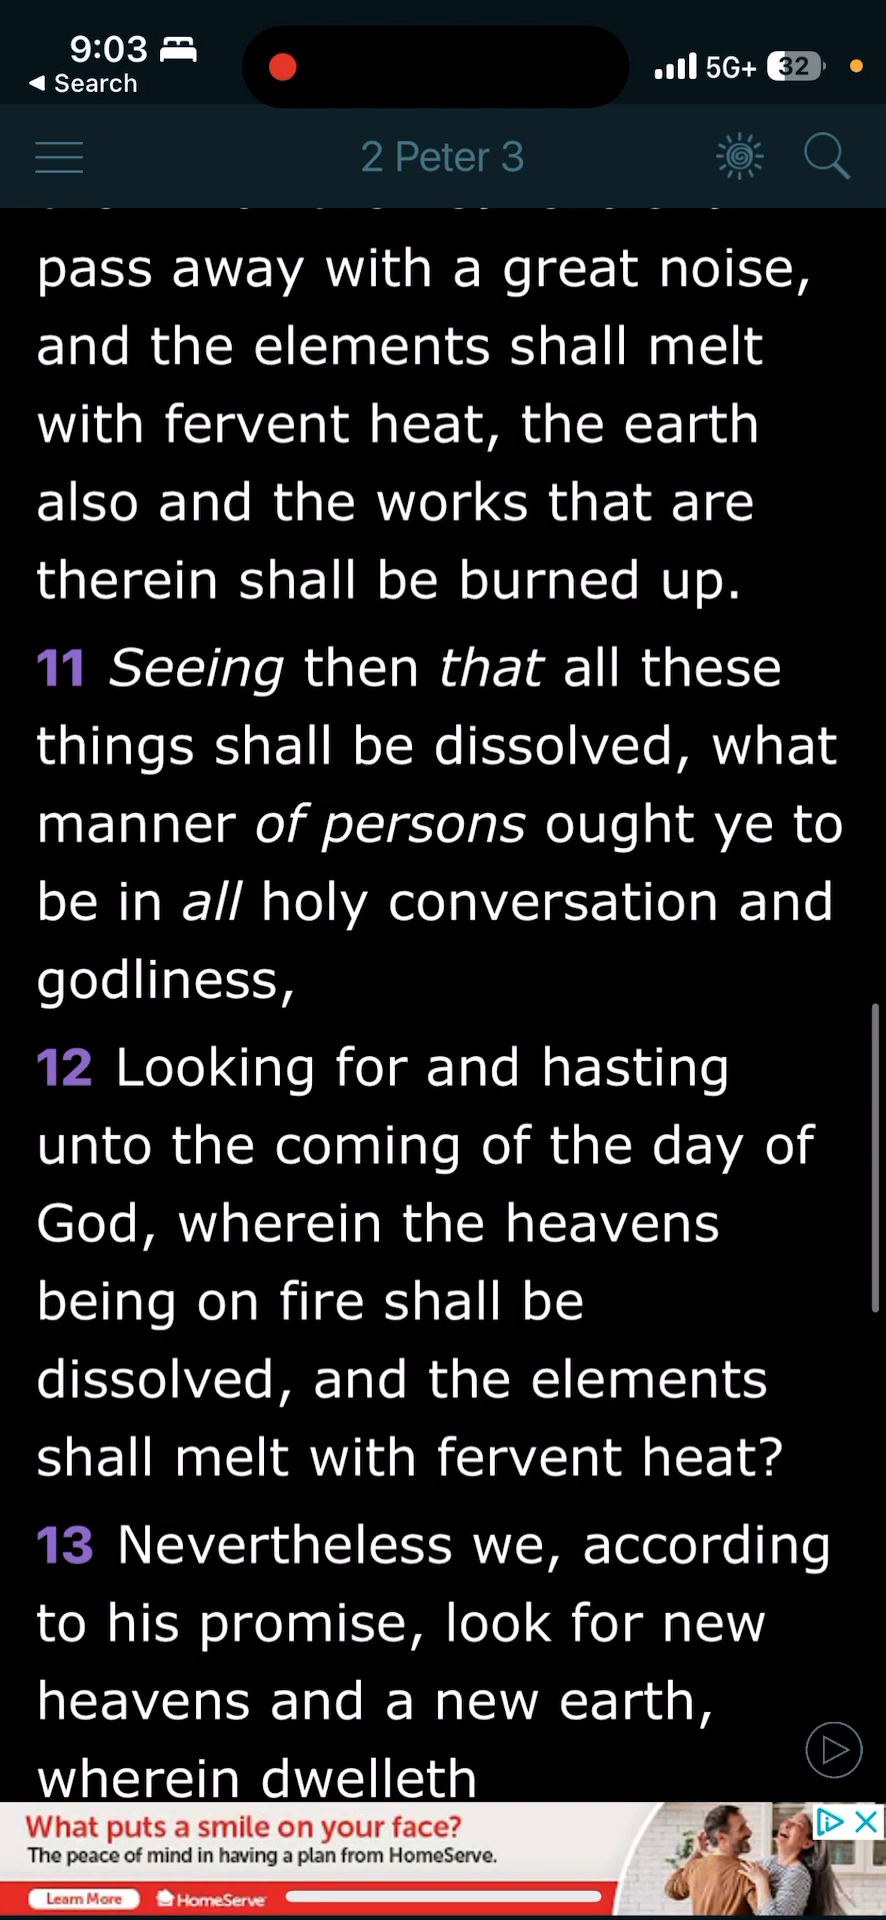 9:03
◄ Search
5G+ 32
2 Peter 3
pass away with a great noise,
and the elements shall melt
with fervent heat, the earth
also and the works that are
therein shall be burned up.
11 Seeing then that all these
things shall be dissolved, what
manner of persons ought ye to
be in all holy conversation and
godliness,
12 Looking for and hasting
unto the coming of the day of
God, wherein the heavens
being on fire shall be
dissolved, and the elements
shall melt with fervent heat?
13 Nevertheless we, according
to his promise, look for new
heavens and a new earth,
wherein dwelleth
What puts a smile on your face?
The peace of mind in having a plan from HomeServe.
Learn More HomeServe